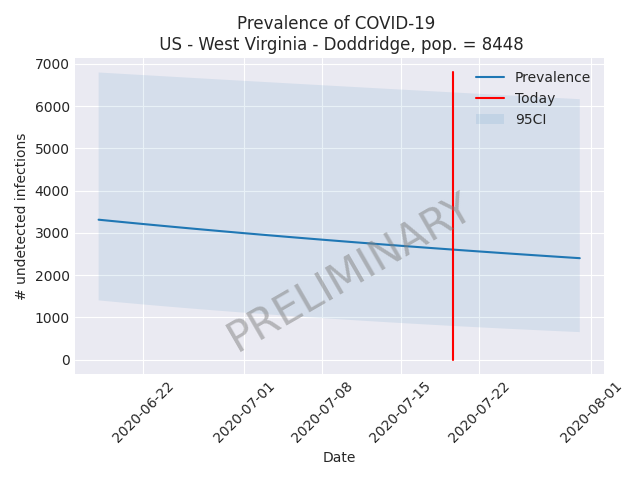 Prevalence of COVID-19
US - West Virginia - Doddridge, pop. = 8448
7000
6000
5000
4000
3000
2000
1000
0
# undetected infections
Prevalence
Today
95CI
PRELIMINARY
2020-06-22
2020-07-01
2020-07-08
2020-07-15
2020-07-22
2020-08-01
Date